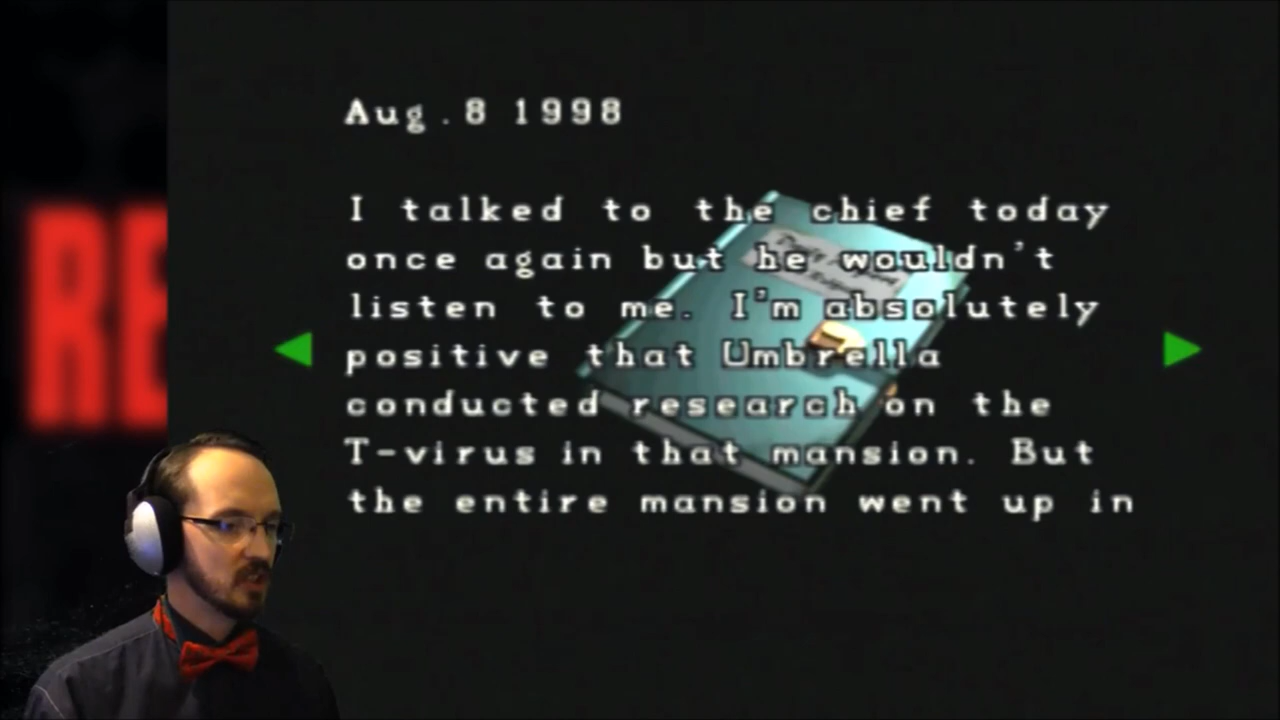 Aug.8 1998
I talked to the chief today
once again but he wouldn't
listen to me. I'm absolutely
positive that Umbrella
conducted research on the
T-virus in that mansion. But
the entire mansion went up in
RE